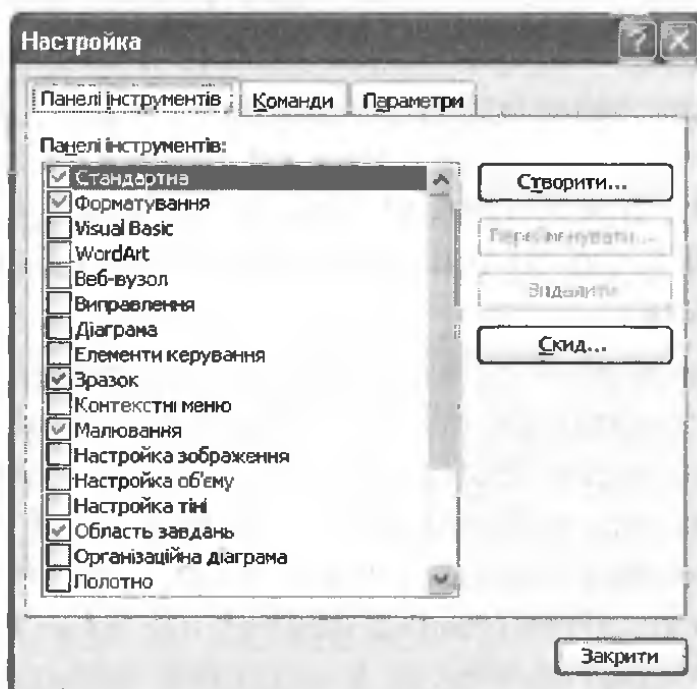 Настройка
Панелі інструментів
Команди
Параметри
Панелі інструментів:
Стандартна
Форматування
Visual Basic
WordArt
Веб-вузол
Виправлення
Діаграма
Елементи керування
Зразок
Контекстні меню
Малювання
Настройка зображення
Настройка об'єму
Настройка тіні
Область завдань
Організаційна діаграма
Полотно
Створити...
Перейменувати...
Видалити
Скид...
Закрити